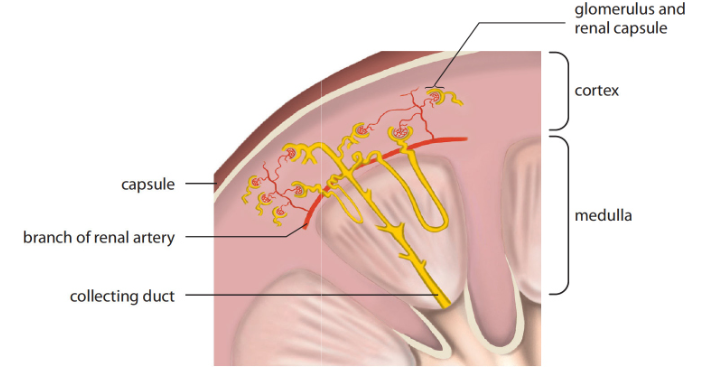 glomerulus and
renal capsule
cortex
capsule
medulla
branch of renal artery
collecting duct